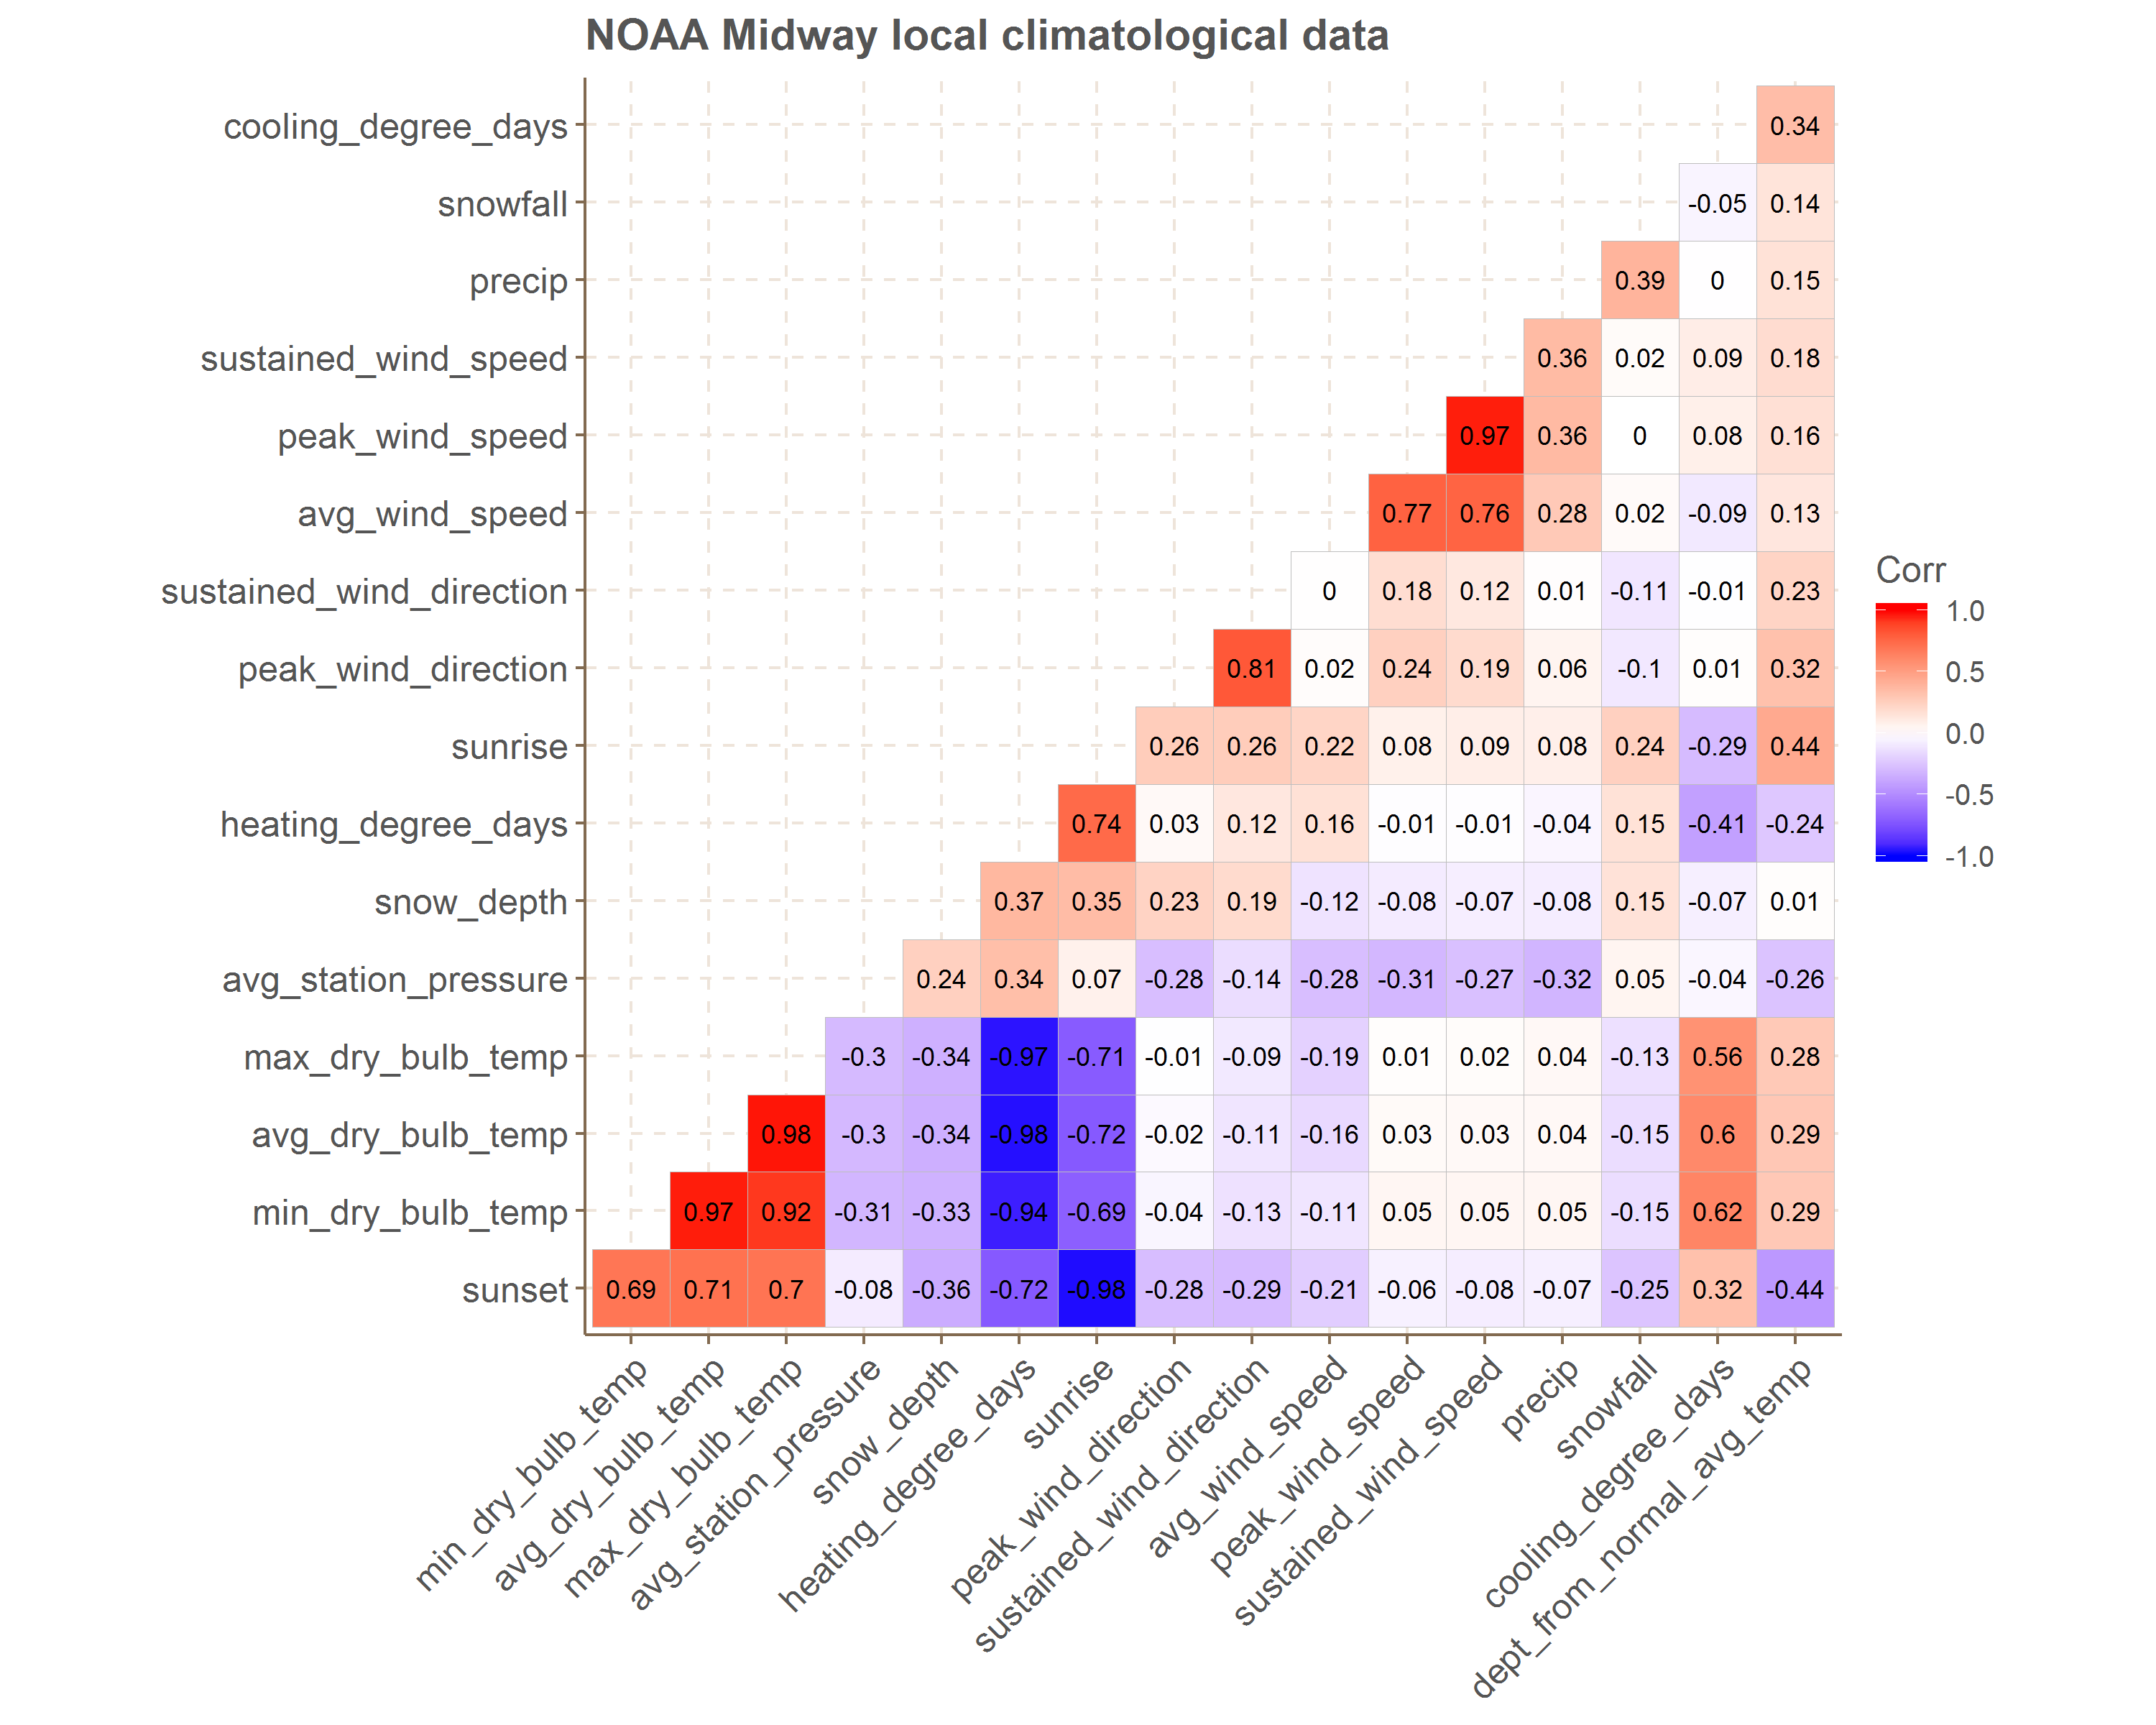 NOAA Midway local climatological data
cooling_degree_days 0.34
snowfall -0.05 0.14
precip 0.39 0 0.15
sustained_wind_speed 0.36 0.02 0.09 0.18
peak_wind_speed 0.97 0.36 0 0.08 0.16
avg_wind_speed 0.77 0.76 0.28 0.02 -0.09 0.13
sustained_wind_direction 0 0.18 0.12 0.01 -0.11 -0.01 0.23
peak_wind_direction 0.81 0.02 0.24 0.19 0.06 -0.1 0.01 0.32
sunrise 0.26 0.26 0.22 0.08 0.09 0.08 0.24 -0.29 0.44
heating_degree_days 0.74 0.03 0.12 0.16 -0.01 -0.01 -0.04 0.15 -0.41 -0.24
snow_depth 0.37 0.35 0.23 0.19 -0.12 -0.08 -0.07 -0.08 0.15 -0.07 0.01
avg_station_pressure 0.24 0.34 0.07 -0.28 -0.14 -0.28 -0.31 -0.27 -0.32 0.05 -0.04 -0.26
max_dry_bulb_temp -0.3 -0.34 -0.97 -0.71 -0.01 -0.09 -0.19 0.01 0.02 0.04 -0.13 0.56 0.28
avg_dry_bulb_temp 0.98 -0.3 -0.34 -0.98 -0.72 -0.02 -0.11 -0.16 0.03 0.03 0.04 -0.15 0.6 0.29
min_dry_bulb_temp 0.97 0.92 -0.31 -0.33 -0.94 -0.69 -0.04 -0.13 -0.11 0.05 0.05 0.05 -0.15 0.62 0.29
sunset 0.69 0.71 0.7 -0.08 -0.36 -0.72 -0.98 -0.28 -0.29 -0.21 -0.06 -0.08 -0.07 -0.25 0.32 -0.44
min_dry_bulb_temp
avg_dry_bulb_temp
max_dry_bulb_temp
avg_station_pressure
snow_depth
heating_degree_days
sunrise
peak_wind_direction
sustained_wind_direction
avg_wind_speed
peak_wind_speed
sustained_wind_speed
precip
snowfall
cooling_degree_days
dept_from_normal_avg_temp
Corr
1.0
0.5
0.0
-0.5
-1.0